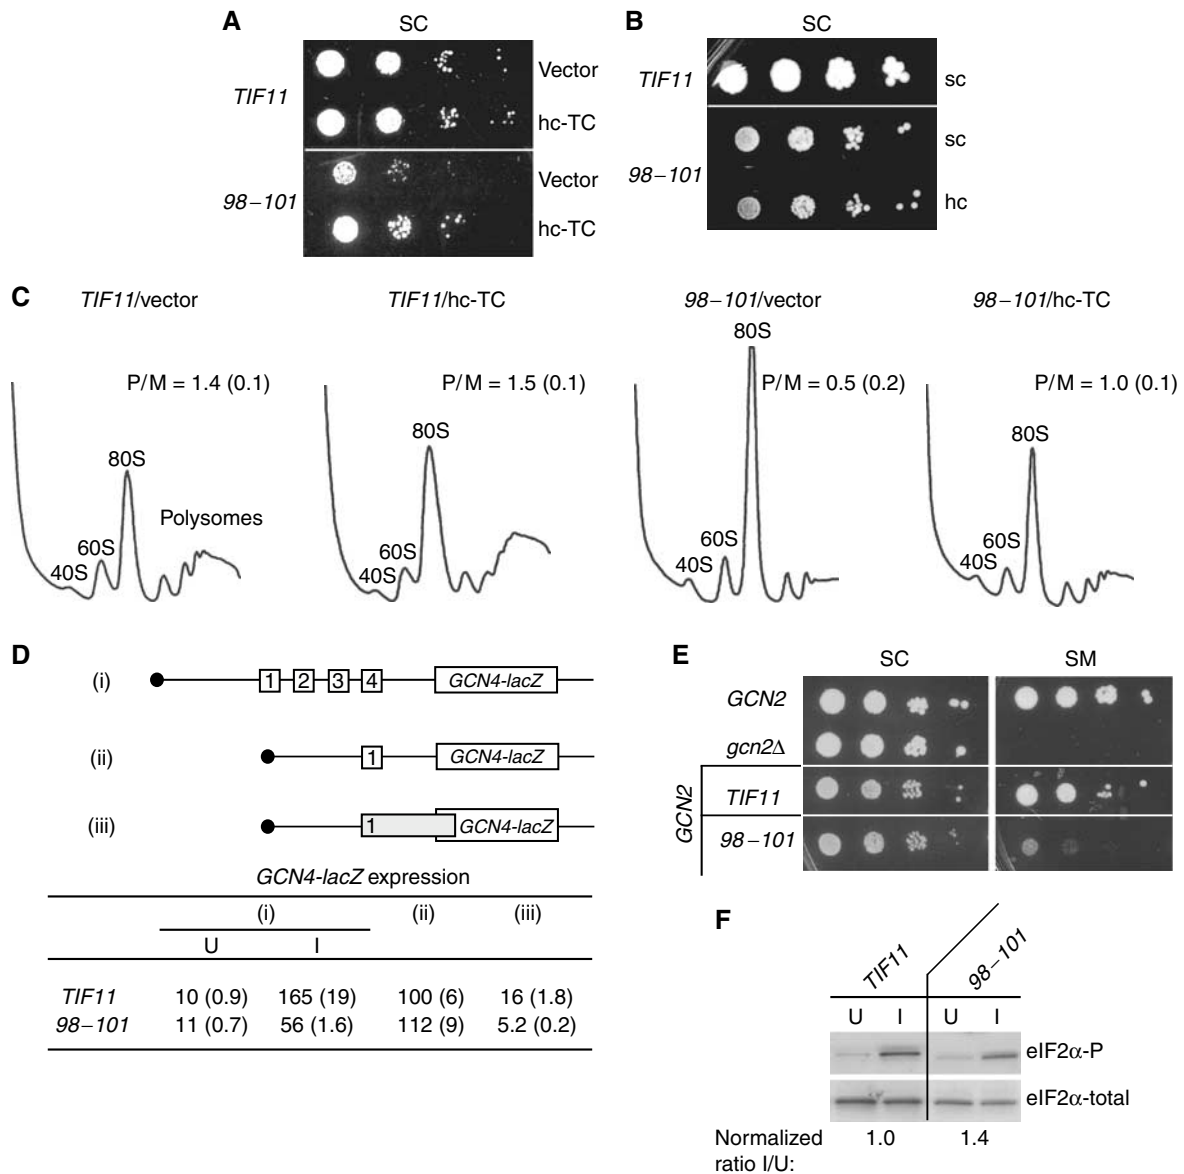 A
SC
TIF11
Vector
hc-TC
98–101
Vector
hc-TC
B
SC
TIF11
sc
98–101
sc
hc
C
TIF11/vector
P/M = 1.4 (0.1)
40S
60S
80S
Polysomes
TIF11/hc-TC
P/M = 1.5 (0.1)
40S
60S
80S
98–101/vector
P/M = 0.5 (0.2)
40S
60S
80S
98–101/hc-TC
P/M = 1.0 (0.1)
40S
60S
80S
D
(i) 1 2 3 4 GCN4-lacZ
(ii) 1 GCN4-lacZ
(iii) 1 GCN4-lacZ
GCN4-lacZ expression
(i) (ii) (iii)
U I
TIF11 10 (0.9) 165 (19) 100 (6) 16 (1.8)
98–101 11 (0.7) 56 (1.6) 112 (9) 5.2 (0.2)
E
SC SM
GCN2
gcn2Δ
GCN2
TIF11
98–101
F
TIF11 98–101
U I U I
eIF2α-P
eIF2α-total
Normalized
ratio I/U:
1.0 1.4